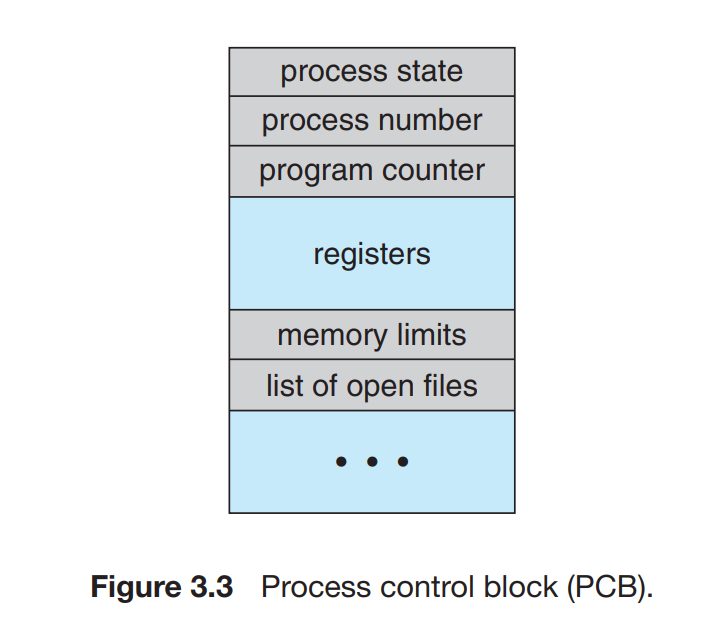 process state
process number
program counter
registers
memory limits
list of open files
• • •
Figure 3.3 Process control block (PCB).